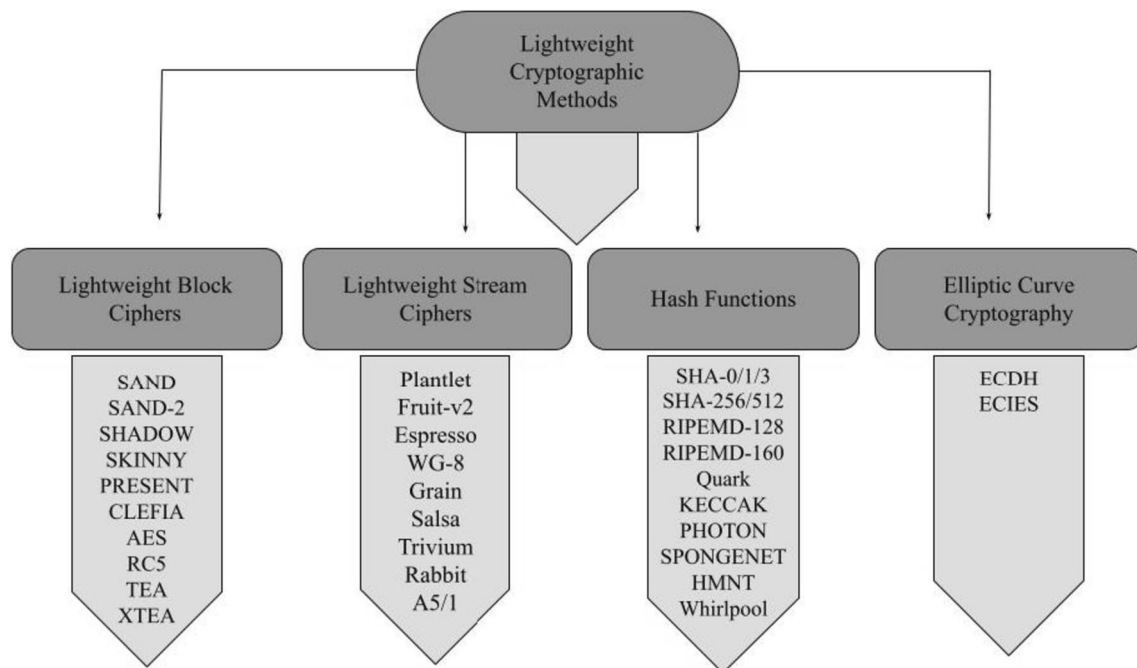 Lightweight
Cryptographic
Methods
Lightweight Block
Ciphers
SAND
SAND-2
SHADOW
SKINNY
PRESENT
CLEFIA
AES
RC5
TEA
XTEA
Lightweight Stream
Ciphers
Plantlet
Fruit-v2
Espresso
WG-8
Grain
Salsa
Trivium
Rabbit
A5/1
Hash Functions
SHA-0/1/3
SHA-256/512
RIPEMD-128
RIPEMD-160
Quark
KECCAK
PHOTON
SPONGENET
HMNT
Whirlpool
Elliptic Curve
Cryptography
ECDH
ECIES